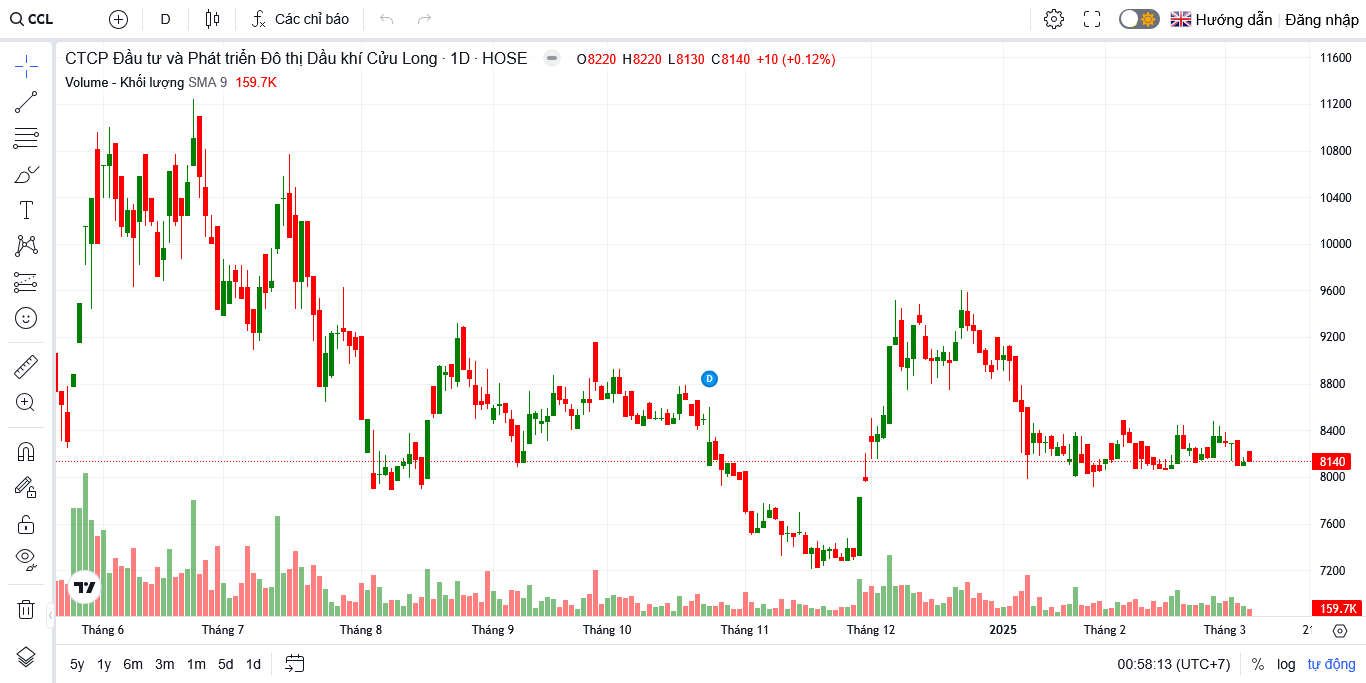 CCL D Các chỉ báo Hướng dẫn Đăng nhập
CTCP Đầu tư và Phát triển Đô thị Dầu khí Cửu Long · 1D · HOSE O8220 H8220 L8130 C8140 +10 (+0.12%)
Volume - Khối lượng SMA 9 159.7K
11600
11200
10800
10400
10000
9600
9200
8800
D
8400
8140
8000
7600
7200
159.7K
Tháng 6 Tháng 7 Tháng 8 Tháng 9 Tháng 10 Tháng 11 Tháng 12 2025 Tháng 2 Tháng 3 21
5y 1y 6m 3m 1m 5d 1d 00:58:13 (UTC+7) % log tự động